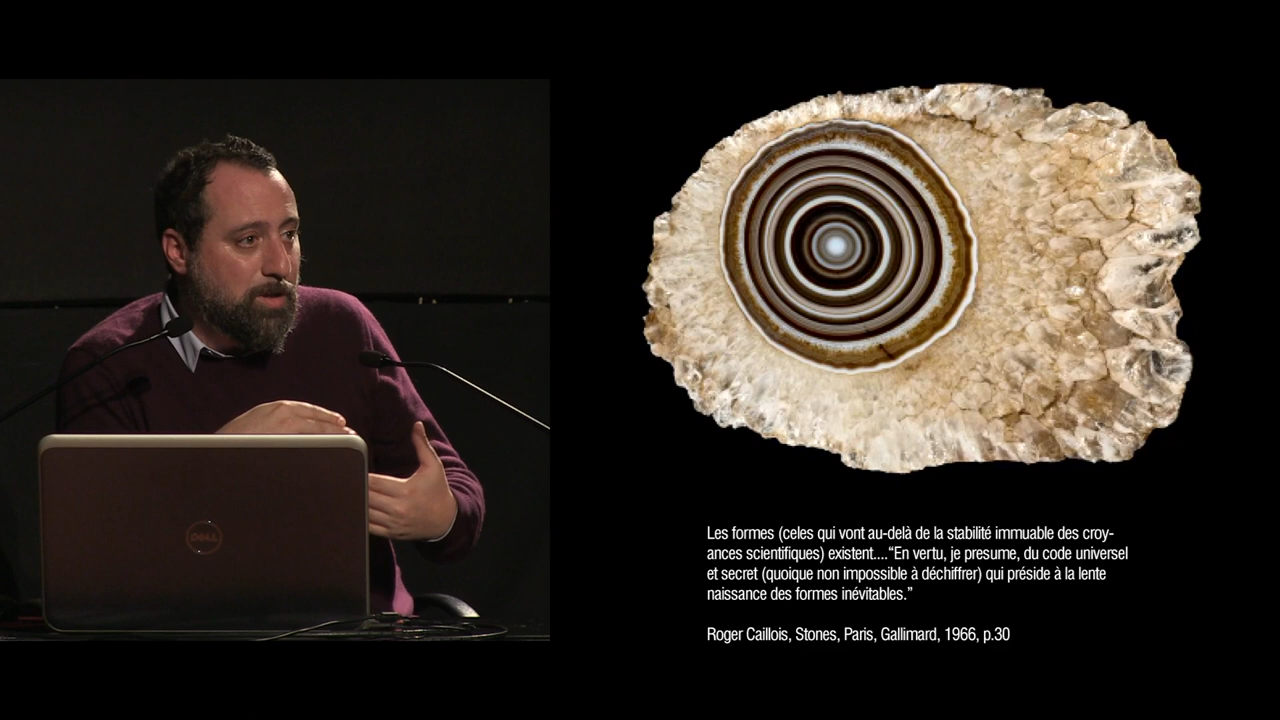 DELL
Les formes (celes qui vont au-delà de la stabilité immuable des croy-
ances scientifiques) existent....“En vertu, je presume, du code universel
et secret (quoique non impossible à déchiffrer) qui préside à la lente
naissance des formes inévitables.”
Roger Caillois, Stones, Paris, Gallimard, 1966, p.30